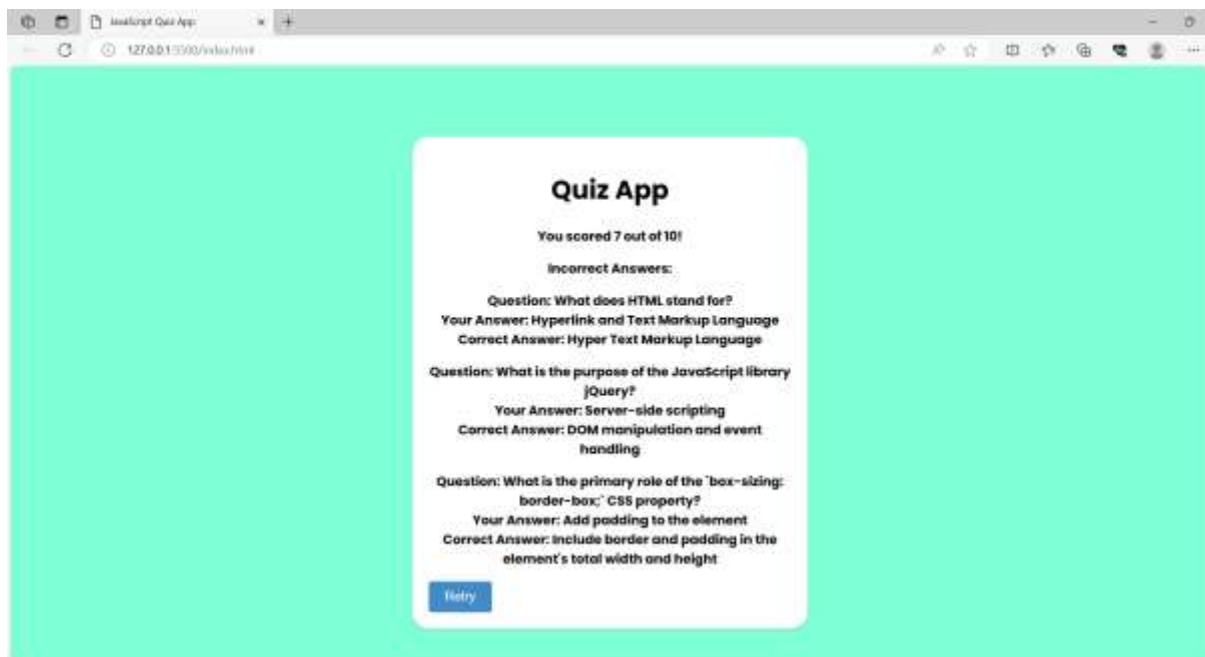 JavaScript Quiz App
127.0.0.1:5500/index.html
Quiz App
You scored 7 out of 10!
Incorrect Answers:
Question: What does HTML stand for?
Your Answer: Hyperlink and Text Markup Language
Correct Answer: Hyper Text Markup Language
Question: What is the purpose of the JavaScript library
jQuery?
Your Answer: Server-side scripting
Correct Answer: DOM manipulation and event
handling
Question: What is the primary role of the `box-sizing:
border-box;` CSS property?
Your Answer: Add padding to the element
Correct Answer: Include border and padding in the
element's total width and height
Retry